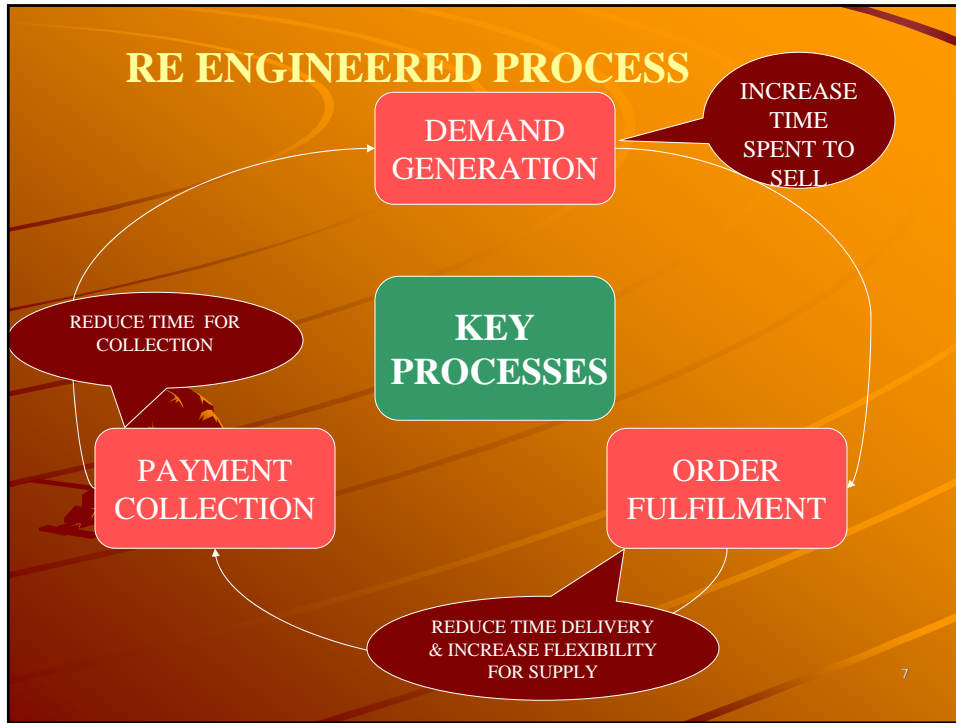 RE ENGINEERED PROCESS
INCREASE
TIME
SPENT TO
SELL
DEMAND
GENERATION
REDUCE TIME FOR
COLLECTION
KEY
PROCESSES
PAYMENT
COLLECTION
ORDER
FULFILMENT
REDUCE TIME DELIVERY
& INCREASE FLEXIBILITY
FOR SUPPLY
7